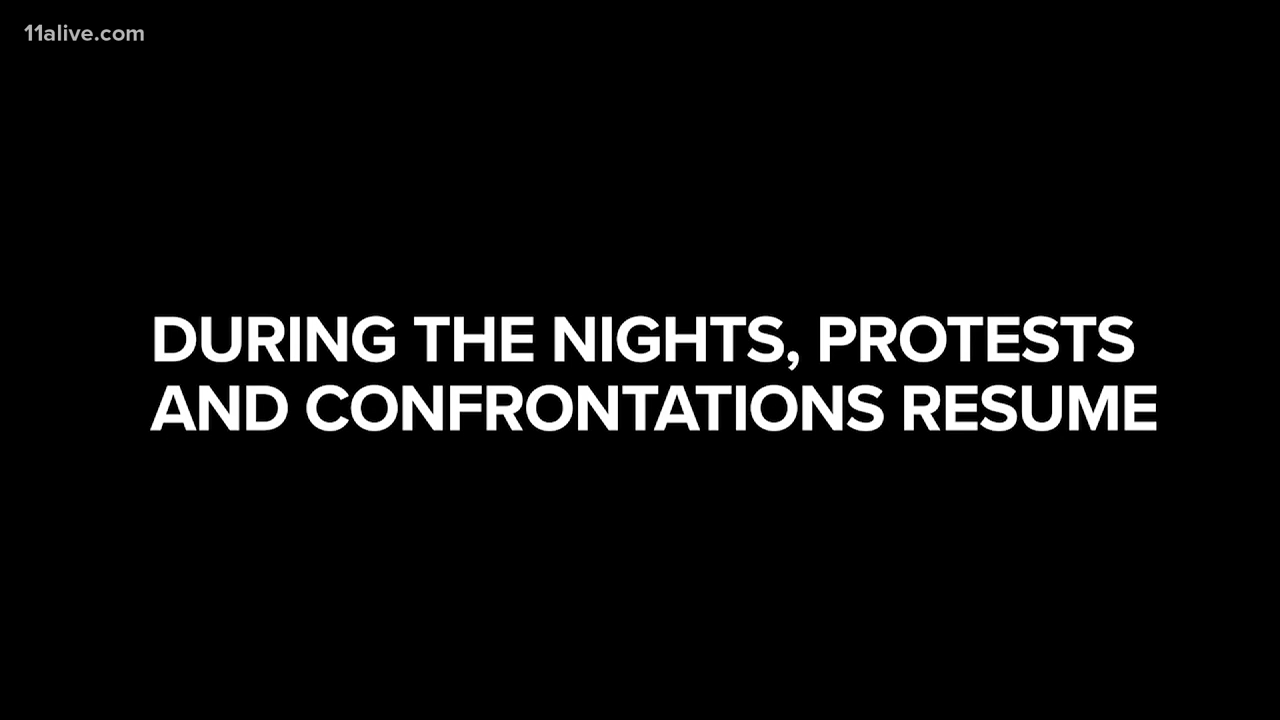 11alive.com
DURING THE NIGHTS, PROTESTS
AND CONFRONTATIONS RESUME